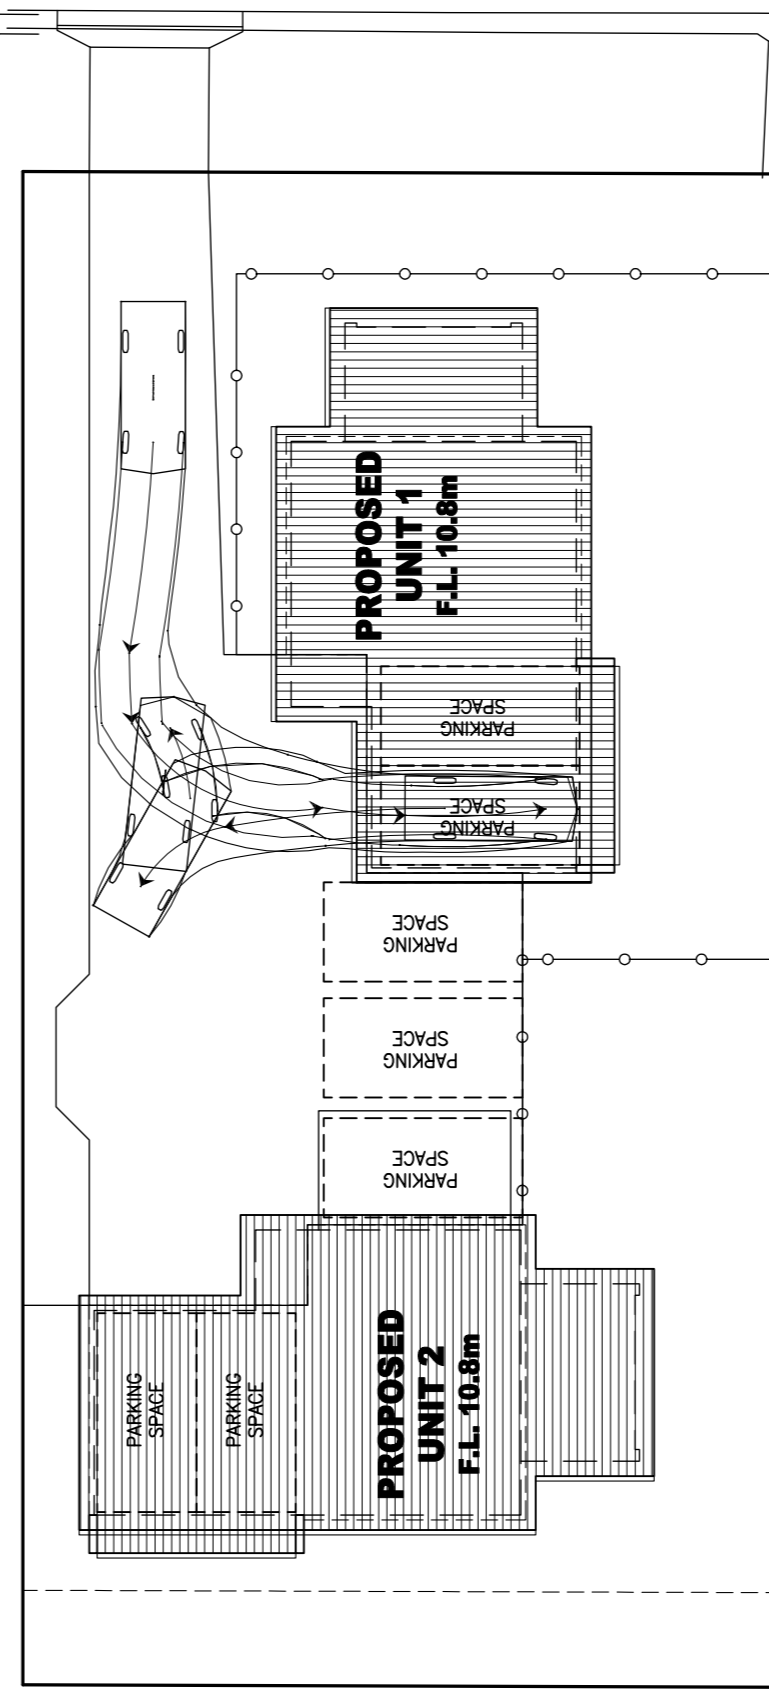 PROPOSED
UNIT 1
F.L. 10.8m
PARKING
SPACE
PARKING
SPACE
PARKING
SPACE
PARKING
SPACE
PARKING
SPACE
PROPOSED
UNIT 2
F.L. 10.8m
PARKING
SPACE
PARKING
SPACE